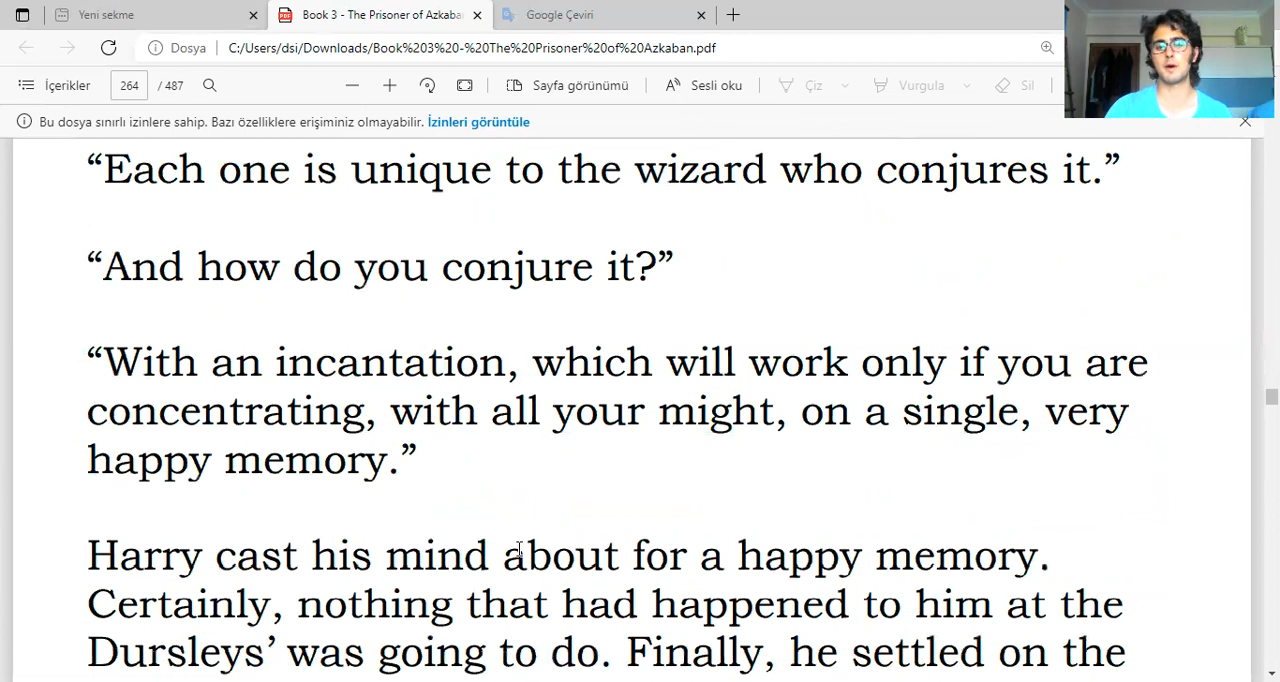 Yeni sekme
Book 3 - The Prisoner of Azkaba
Google Çeviri
Dosya
C:/Users/dsi/Downloads/Book%203%20-%20The%20Prisoner%20of%20Azkaban.pdf
İçerikler
264 / 487
Sayfa görünümü
Sesli oku
Çiz
Vurgula
Sil
Bu dosya sınırlı izinlere sahip. Bazı özelliklere erişiminiz olmayabilir. İzinleri görüntüle
“Each one is unique to the wizard who conjures it.”
“And how do you conjure it?”
“With an incantation, which will work only if you are
concentrating, with all your might, on a single, very
happy memory.”
Harry cast his mind about for a happy memory.
Certainly, nothing that had happened to him at the
Dursleys’ was going to do. Finally, he settled on the